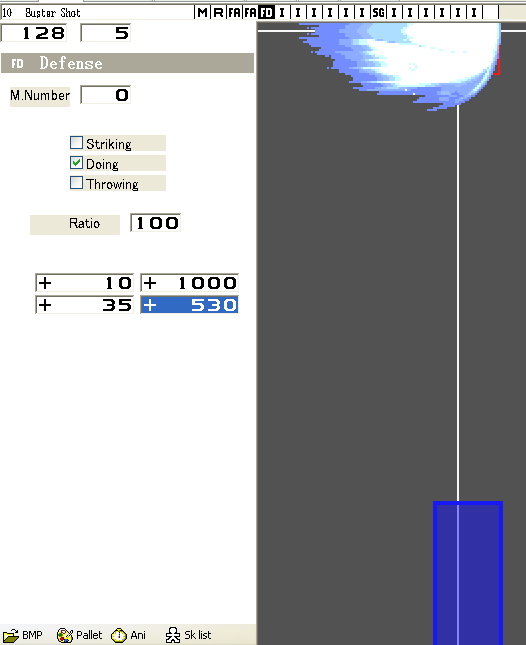 10 Buster Shot M R FA FA FD I I I I I I SG I I I I I I
128 5
FD Defense
M.Number 0
Striking
Doing
Throwing
Ratio 100
+ 10 + 1000
+ 35 + 530
BMP Pallet Ani Sk list